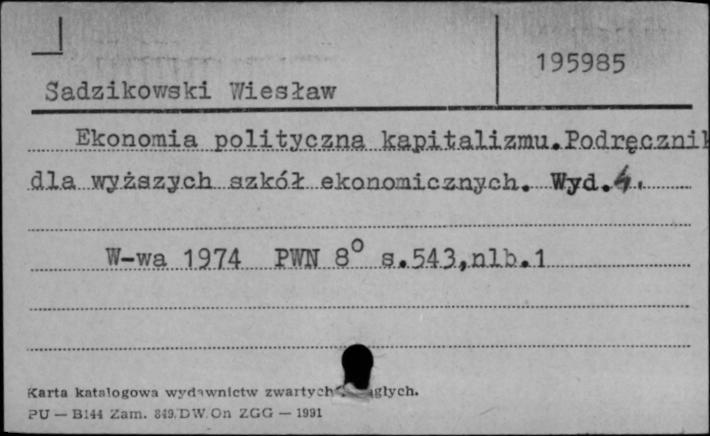 195985
Sadzikowski Wiesław
Ekonomia polityczna kapitalizmu.Podręcznik
dla wyższych szkół ekonomicznych. Wyd.4.
W-wa 1974 PWN 8° s.543,nlb.1
Karta katalogowa wydawnictw zwartych głych.
PU — B144 Zam. 849/DW.On ZGG — 1991